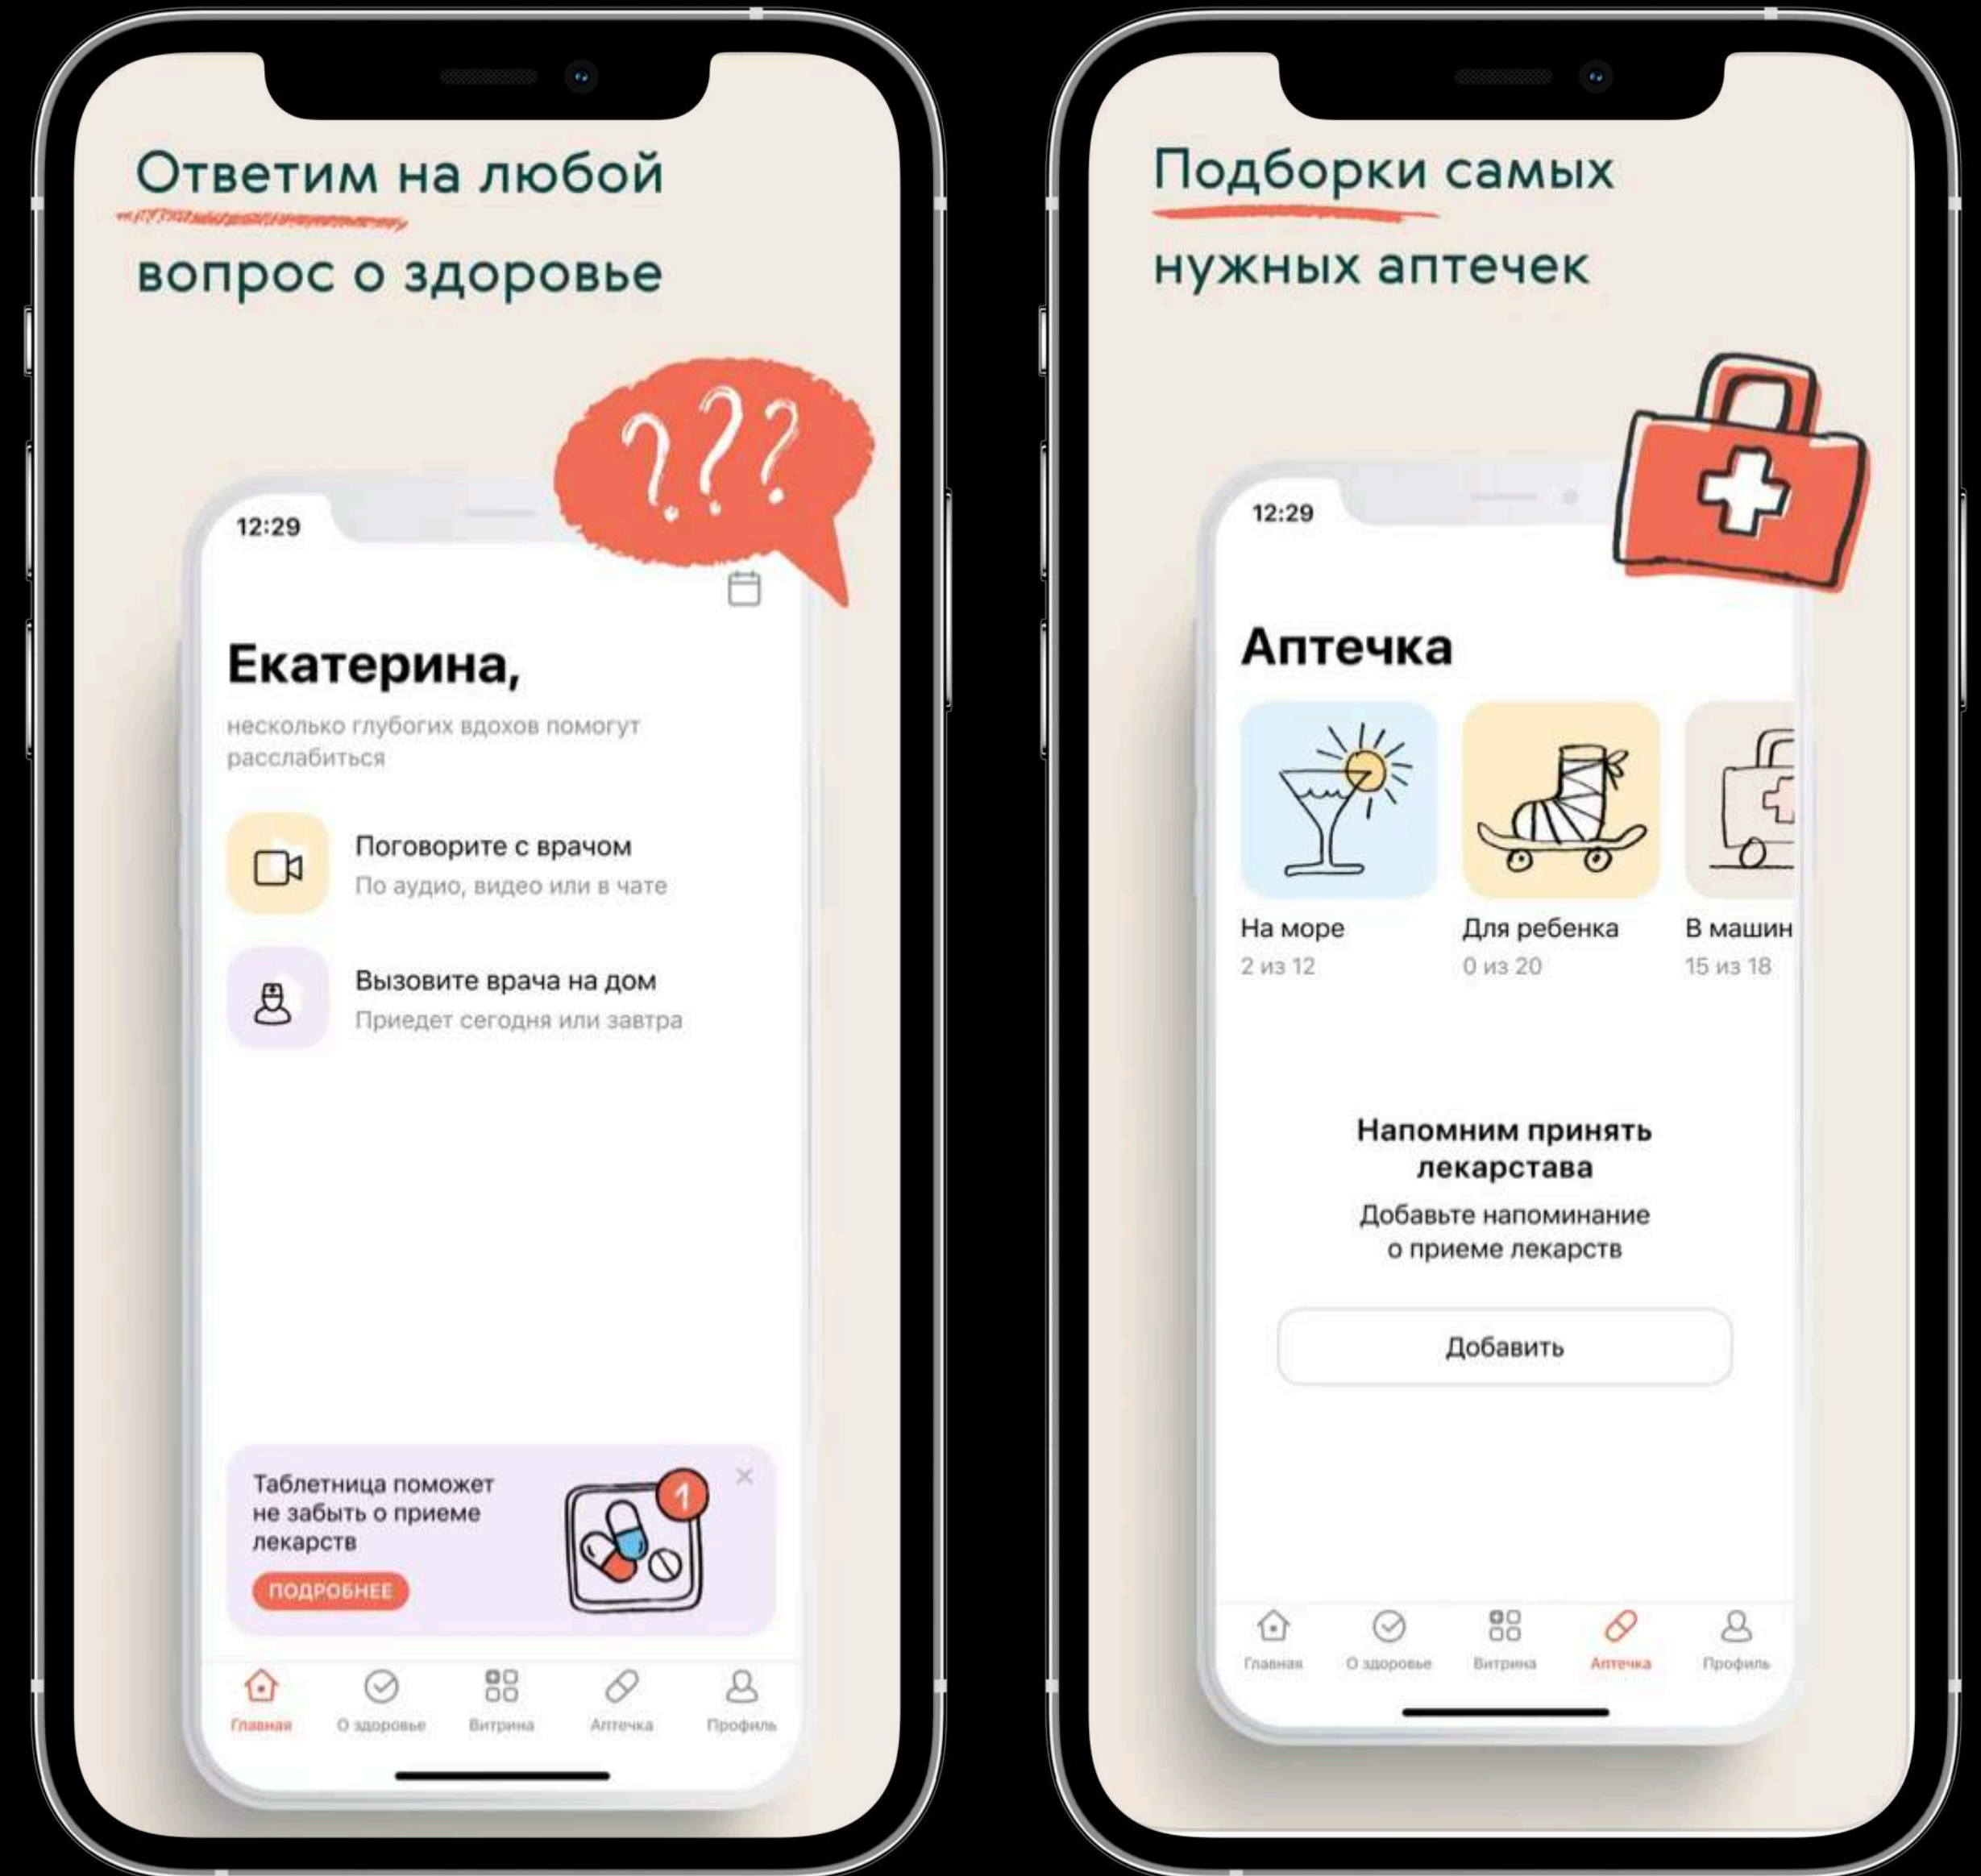 Ответим на любой
вопрос о здоровье
???
12:29
Екатерина,
несколько глубогих вдохов помогут
расслабиться
Поговорите с врачом
По аудио, видео или в чате
Вызовите врача на дом
Приедет сегодня или завтра
Таблетница поможет
не забыть о приеме
лекарств
1
ПОДРОБНЕЕ
Главная О здоровье Витрина Аптечка Профиль
Подборки самых
нужных аптечек
12:29
Аптечка
На море Для ребенка В машин
2 из 12 0 из 20 15 из 18
Напомним принять
лекарстава
Добавьте напоминание
о приеме лекарств
Добавить
Главная О здоровье Витрина Аптечка Профиль